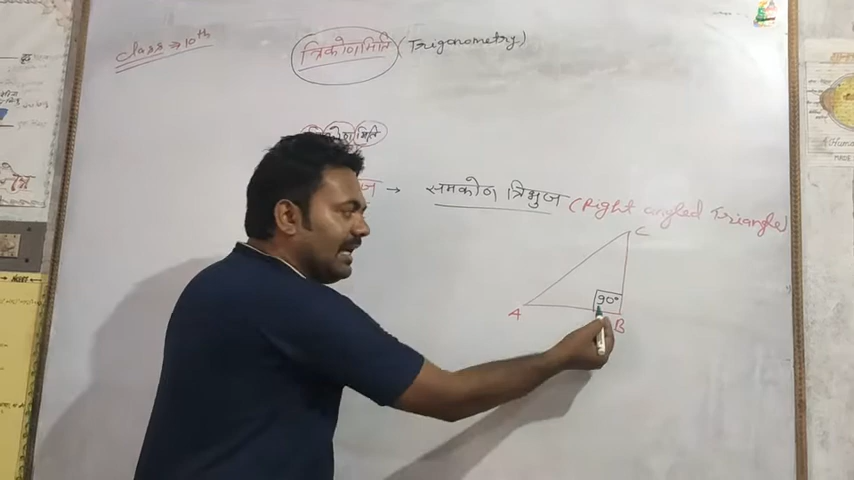 Class → 10th
त्रिकोणमिति (Trigonometry)
कोण मिति
→ समकोण त्रिभुज (Right angled Triangle)
C
90°
A
B